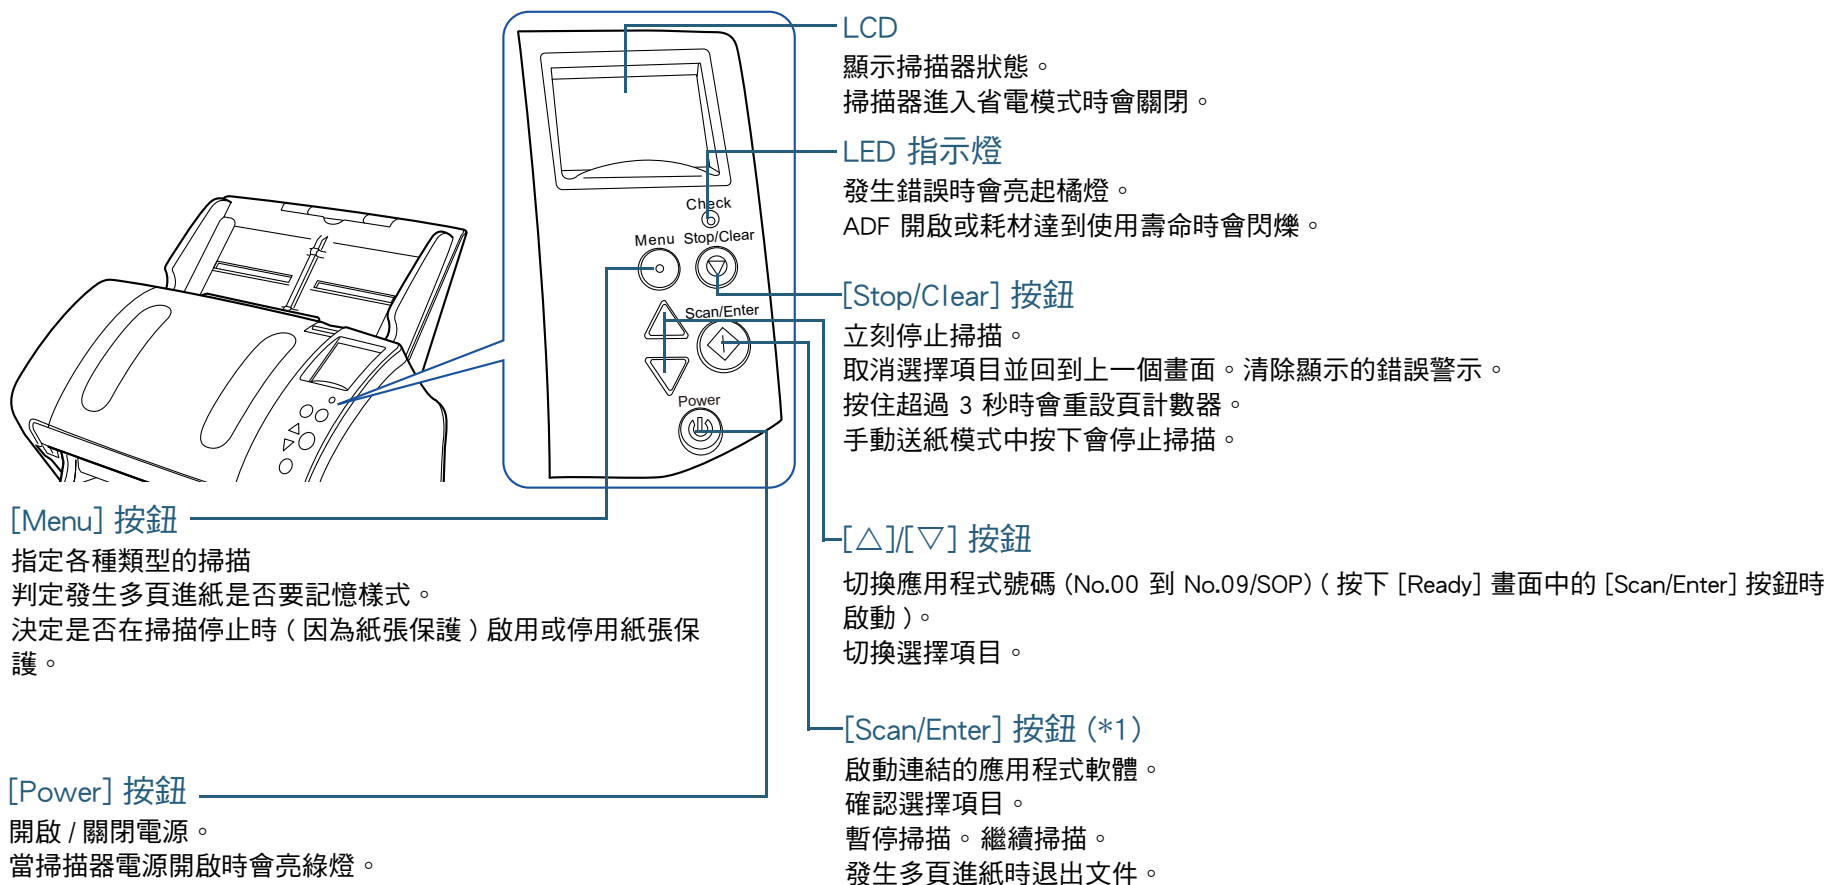 LCD
顯示掃描器狀態。
掃描器進入省電模式時會關閉。
LED 指示燈
發生錯誤時會亮起橘燈。
ADF 開啟或耗材達到使用壽命時會閃爍。
Check
Menu Stop/Clear
Scan/Enter
Power
[Stop/Clear] 按鈕
立刻停止掃描。
取消選擇項目並回到上一個畫面。清除顯示的錯誤警示。
按住超過 3 秒時會重設頁計數器。
手動送紙模式中按下會停止掃描。
[Menu] 按鈕
指定各種類型的掃描
判定發生多頁進紙是否要記憶樣式。
決定是否在掃描停止時 ( 因為紙張保護 ) 啟用或停用紙張保
護。
[△]/[▽] 按鈕
切換應用程式號碼 (No.00 到 No.09/SOP) ( 按下 [Ready] 畫面中的 [Scan/Enter] 按鈕時
啟動 )。
切換選擇項目。
[Scan/Enter] 按鈕 (*1)
啟動連結的應用程式軟體。
確認選擇項目。
暫停掃描。繼續掃描。
發生多頁進紙時退出文件。
[Power] 按鈕
開啟 / 關閉電源。
當掃描器電源開啟時會亮綠燈。